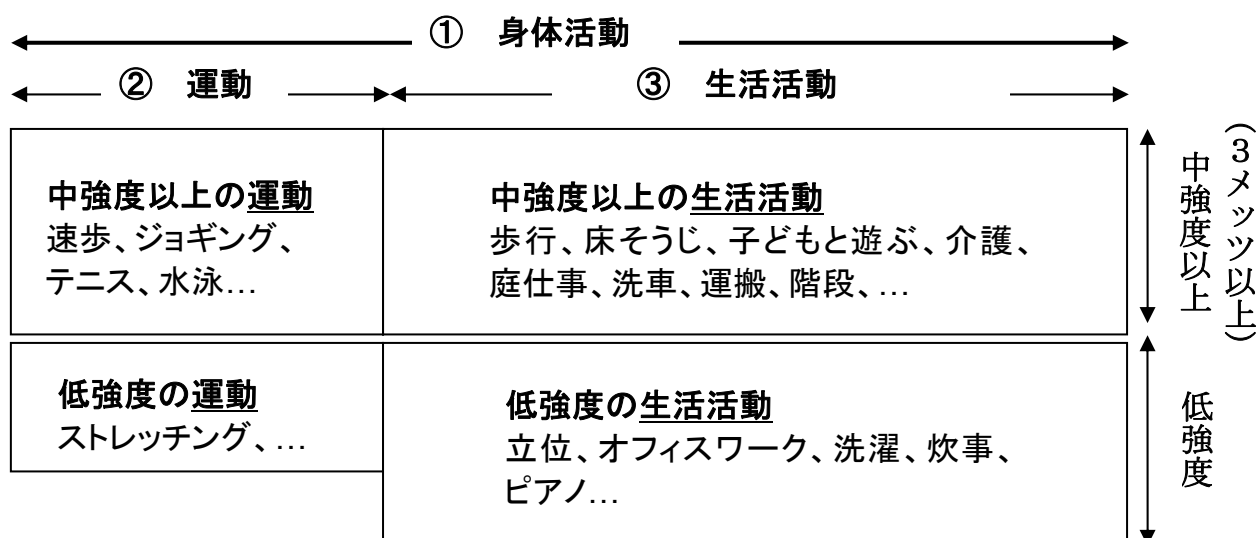 ① 身体活動
② 運動
③ 生活活動
中強度以上の運動
速歩、ジョギング、
テニス、水泳…
中強度以上の生活活動
歩行、床そうじ、子どもと遊ぶ、介護、
庭仕事、洗車、運搬、階段、…
(3メッツ以上)
中強度以上
低強度の運動
ストレッチング、…
低強度の生活活動
立位、オフィスワーク、洗濯、炊事、
ピアノ…
低強度